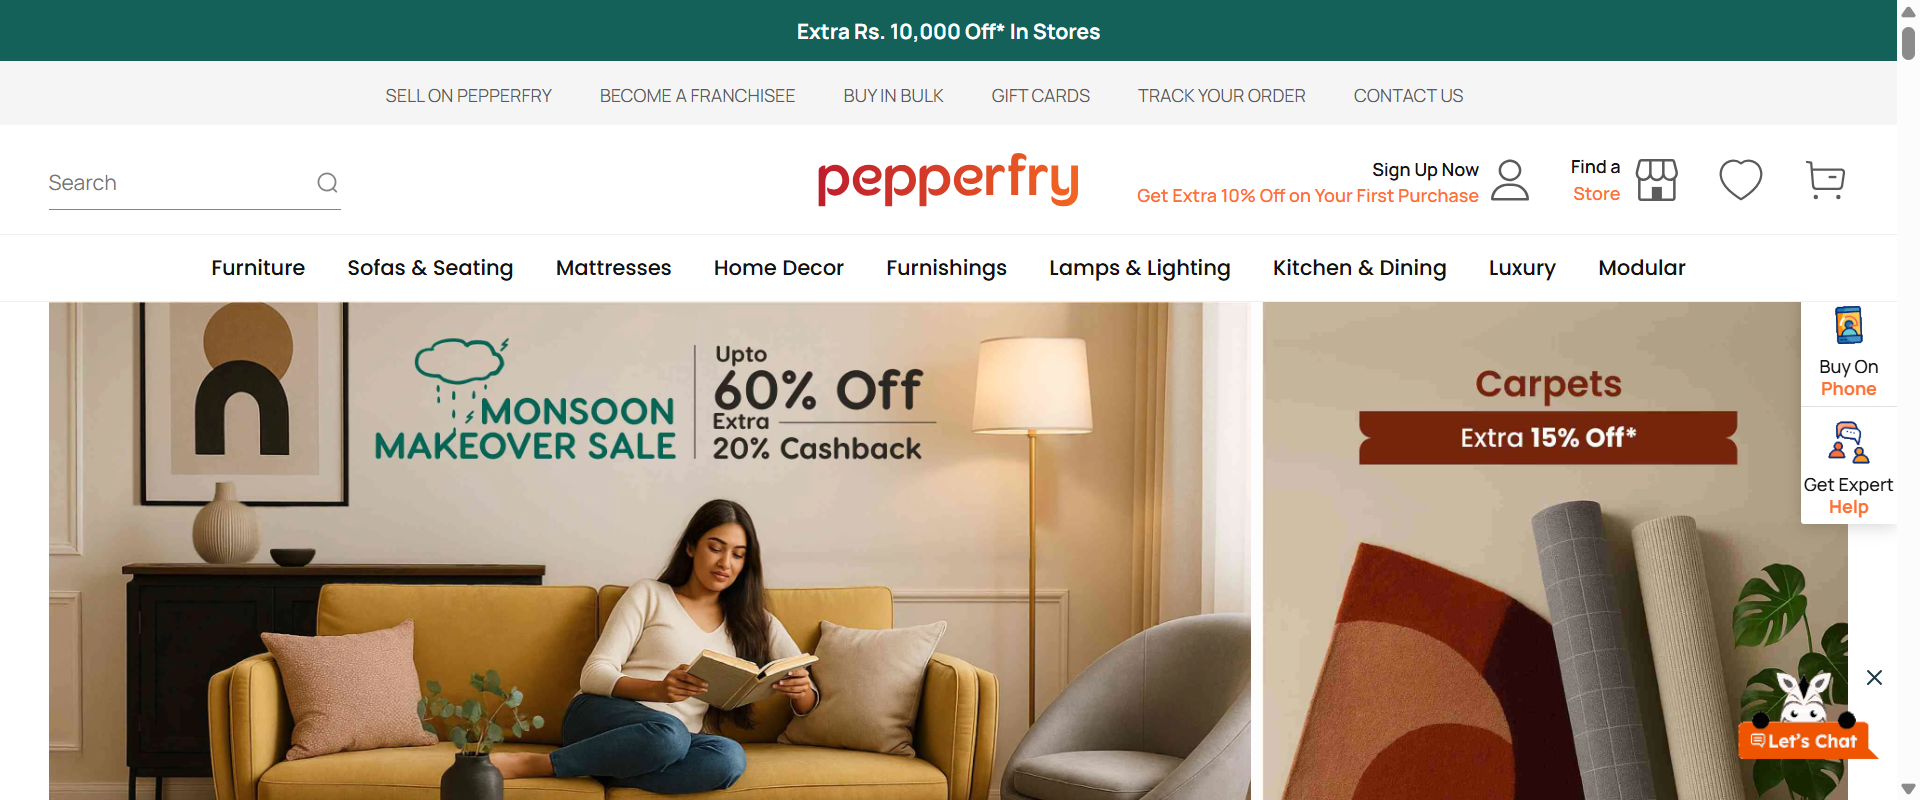 Extra Rs. 10,000 Off* In Stores
SELL ON PEPPERFRY
BECOME A FRANCHISEE
BUY IN BULK
GIFT CARDS
TRACK YOUR ORDER
CONTACT US
Search
pepperfry
Sign Up Now
Get Extra 10% Off on Your First Purchase
Find a
Store
Furniture
Sofas & Seating
Mattresses
Home Decor
Furnishings
Lamps & Lighting
Kitchen & Dining
Luxury
Modular
MONSOON
MAKEOVER SALE
Upto
60% Off
Extra
20% Cashback
Carpets
Extra 15% Off*
Buy On
Phone
Get Expert
Help
Let's Chat